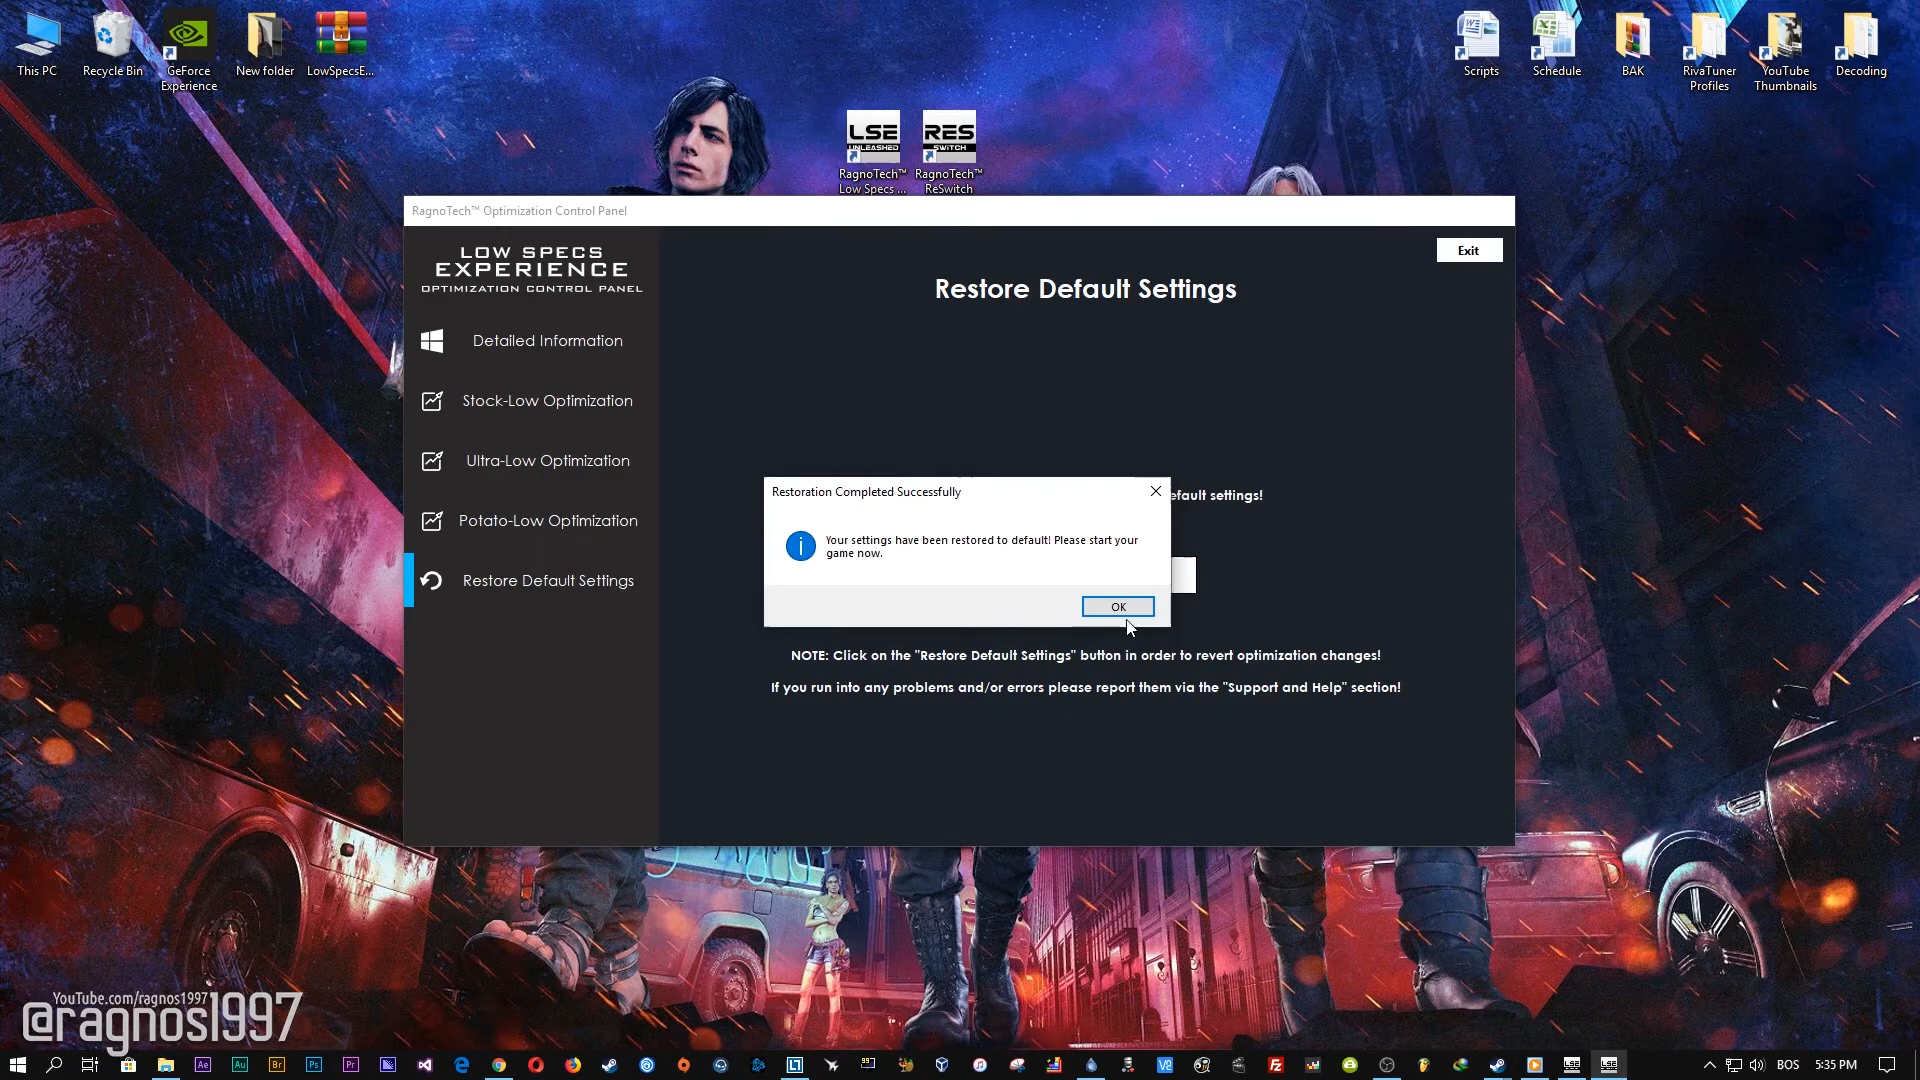 This PC
Recycle Bin
GeForce
Experience
New folder
LowSpecsE...
Scripts
Schedule
BAK
RivaTuner
Profiles
YouTube
Thumbnails
Decoding
LSE
UNLEASHED
RES
SWITCH
RagnoTech™
Low Specs ...
RagnoTech™
ReSwitch
RagnoTech™ Optimization Control Panel
LOW SPECS
EXPERIENCE
OPTIMIZATION CONTROL PANEL
Exit
Restore Default Settings
Detailed Information
Stock-Low Optimization
Ultra-Low Optimization
Potato-Low Optimization
Restore Default Settings
Restoration Completed Successfully
efault settings!
Your settings have been restored to default! Please start your
game now.
OK
NOTE: Click on the "Restore Default Settings" button in order to revert optimization changes!
If you run into any problems and/or errors please report them via the "Support and Help" section!
YouTube.com/ragnos1997
@ragnos1997
Ae
Au
Br
Ps
Pr
BOS
5:35 PM